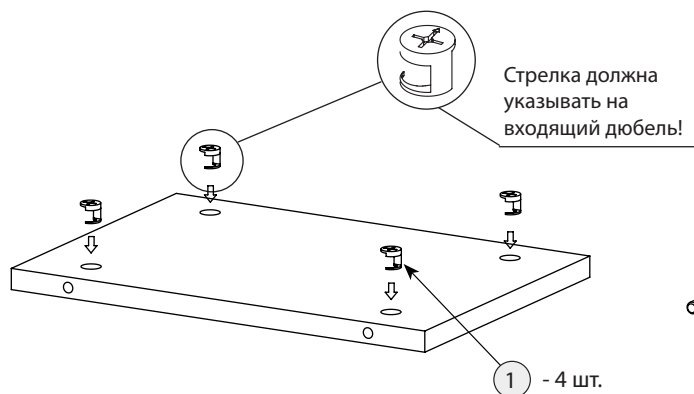 Стрелка должна
указывать на
входящий дюбель!
1 - 4 шт.